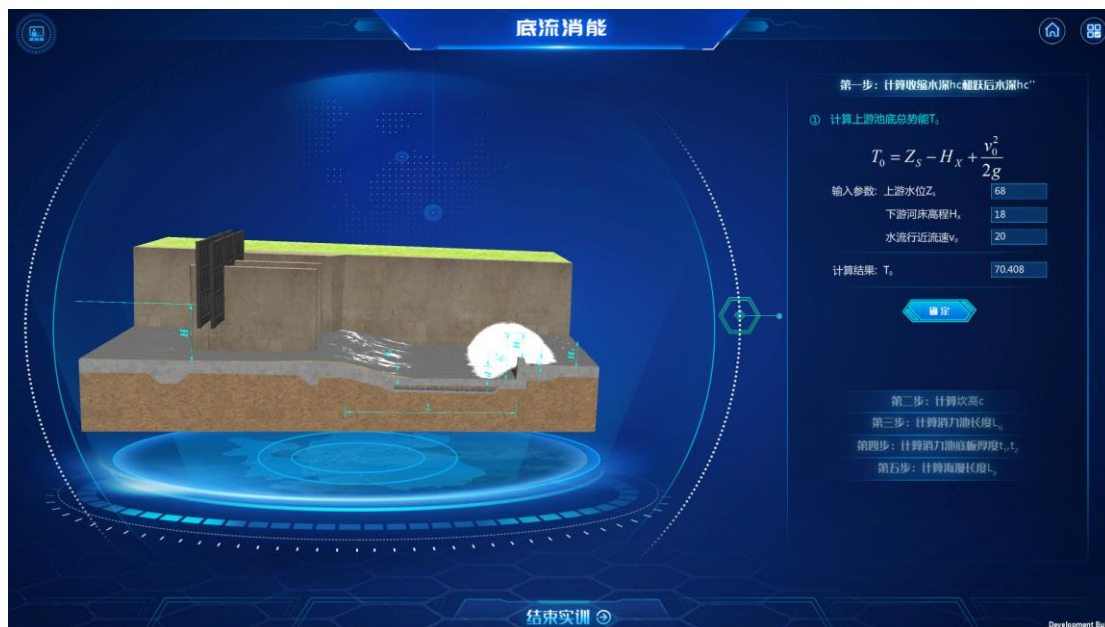 底流消能
第一步：计算收缩水深hc和跃后水深hc''
① 计算上游池底总势能T₀
T₀ = Z_S − H_X + v₀²/2g
输入参数: 上游水位Zₛ 68
下游河床高程Hₓ 18
水流行近流速v₀ 20
计算结果: T₀ 70.408
确定
第二步：计算坎高c
第三步：计算消力池长度L
第四步：计算消力池底板厚度t₁,t₂
第五步：计算海漫长度Lₚ
结束实训
Development Bu